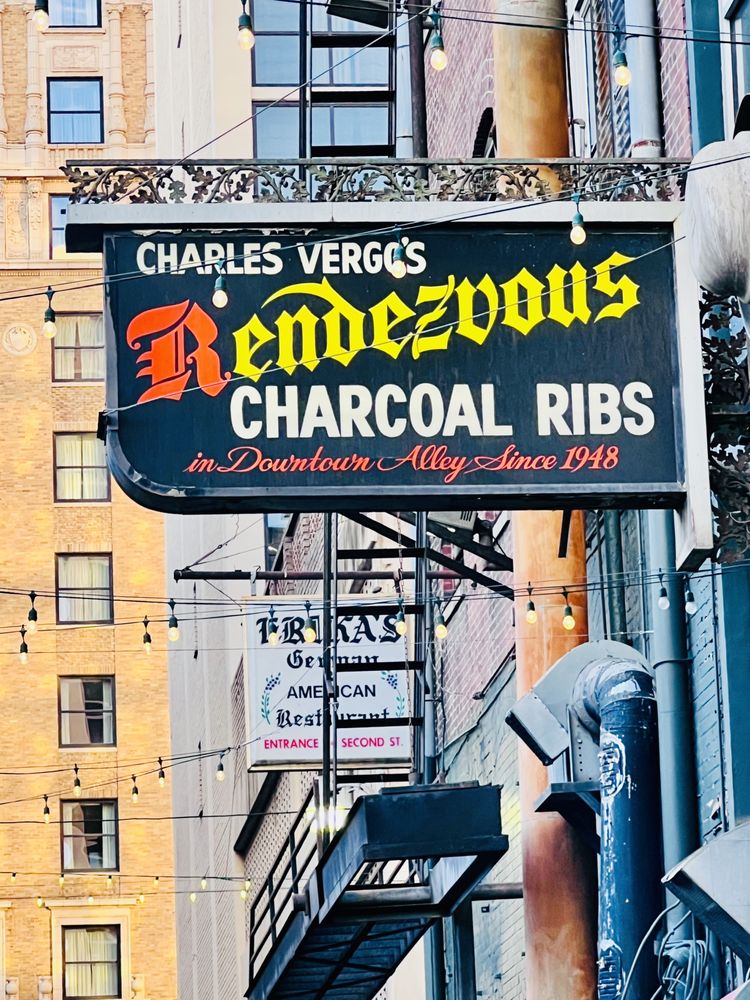 CHARLES VERGO'S
Rendezvous
CHARCOAL RIBS
in Downtown Alley Since 1948
ERIKA'S
German
AMERICAN
Restaurant
ENTRANCE SECOND ST.